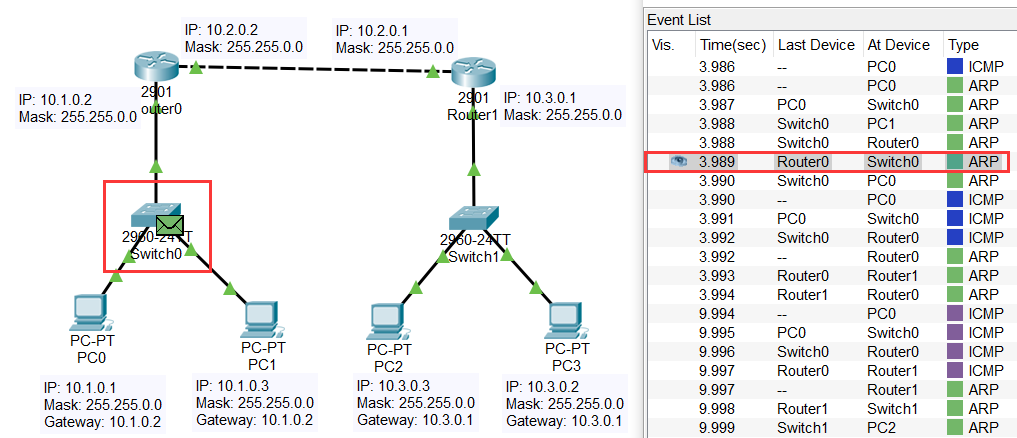 IP: 10.2.0.2
Mask: 255.255.0.0
IP: 10.2.0.1
Mask: 255.255.0.0
2901
outer0
IP: 10.1.0.2
Mask: 255.255.0.0
2901
Router1
IP: 10.3.0.1
Mask: 255.255.0.0
2960-24TT
Switch0
2960-24TT
Switch1
PC-PT
PC0
PC-PT
PC1
PC-PT
PC2
PC-PT
PC3
IP: 10.1.0.1
Mask: 255.255.0.0
Gateway: 10.1.0.2
IP: 10.1.0.3
Mask: 255.255.0.0
Gateway: 10.1.0.2
IP: 10.3.0.3
Mask: 255.255.0.0
Gateway: 10.3.0.1
IP: 10.3.0.2
Mask: 255.255.0.0
Gateway: 10.3.0.1
Event List
Vis. Time(sec) Last Device At Device Type
3.986 -- PC0 ICMP
3.986 -- PC0 ARP
3.987 PC0 Switch0 ARP
3.988 Switch0 PC1 ARP
3.988 Switch0 Router0 ARP
3.989 Router0 Switch0 ARP
3.990 Switch0 PC0 ARP
3.990 -- PC0 ICMP
3.991 PC0 Switch0 ICMP
3.992 Switch0 Router0 ICMP
3.992 -- Router0 ARP
3.993 Router0 Router1 ARP
3.994 Router1 Router0 ARP
9.994 -- PC0 ICMP
9.995 PC0 Switch0 ICMP
9.996 Switch0 Router0 ICMP
9.997 Router0 Router1 ICMP
9.997 -- Router1 ARP
9.998 Router1 Switch1 ARP
9.999 Switch1 PC2 ARP